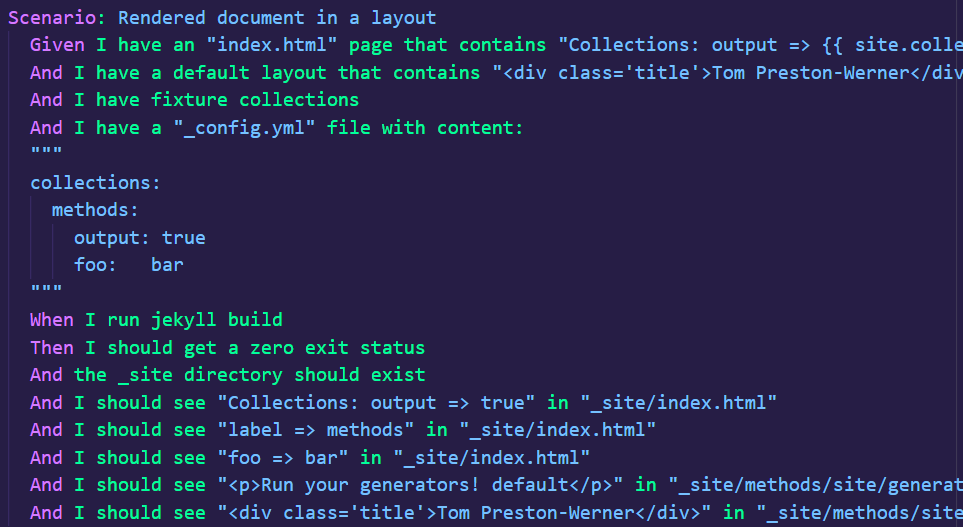 Scenario: Rendered document in a layout
Given I have an "index.html" page that contains "Collections: output => {{ site.colle
And I have a default layout that contains "<div class='title'>Tom Preston-Werner</div
And I have fixture collections
And I have a "_config.yml" file with content:
"""
collections:
methods:
output: true
foo:   bar
"""
When I run jekyll build
Then I should get a zero exit status
And the _site directory should exist
And I should see "Collections: output => true" in "_site/index.html"
And I should see "label => methods" in "_site/index.html"
And I should see "foo => bar" in "_site/index.html"
And I should see "<p>Run your generators! default</p>" in "_site/methods/site/generat
And I should see "<div class='title'>Tom Preston-Werner</div>" in "_site/methods/site